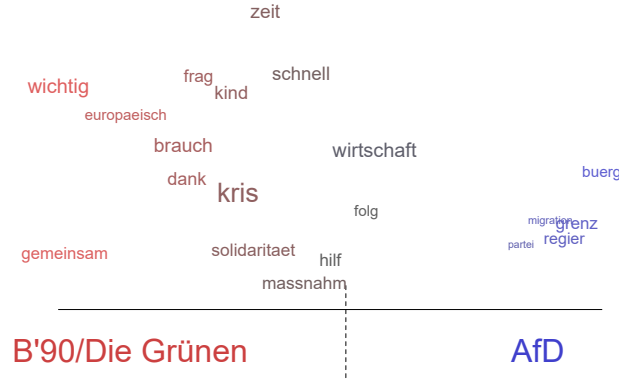 zeit
schnell
frag
wichtig
kind
europaeisch
brauch
wirtschaft
buerg
dank
kris
folg
migration
grenz
regier
partei
gemeinsam
solidaritaet
hilf
massnahm
B'90/Die Grünen
AfD